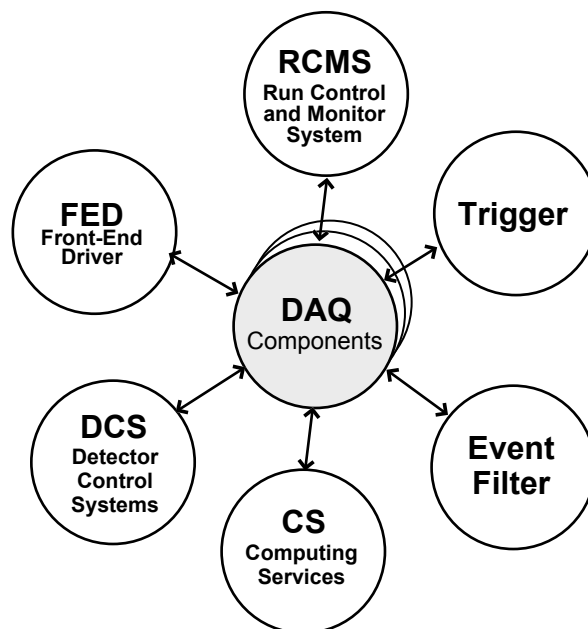 RCMS
Run Control
and Monitor
System
Trigger
FED
Front-End
Driver
DAQ
Components
DCS
Detector
Control
Systems
Event
Filter
CS
Computing
Services